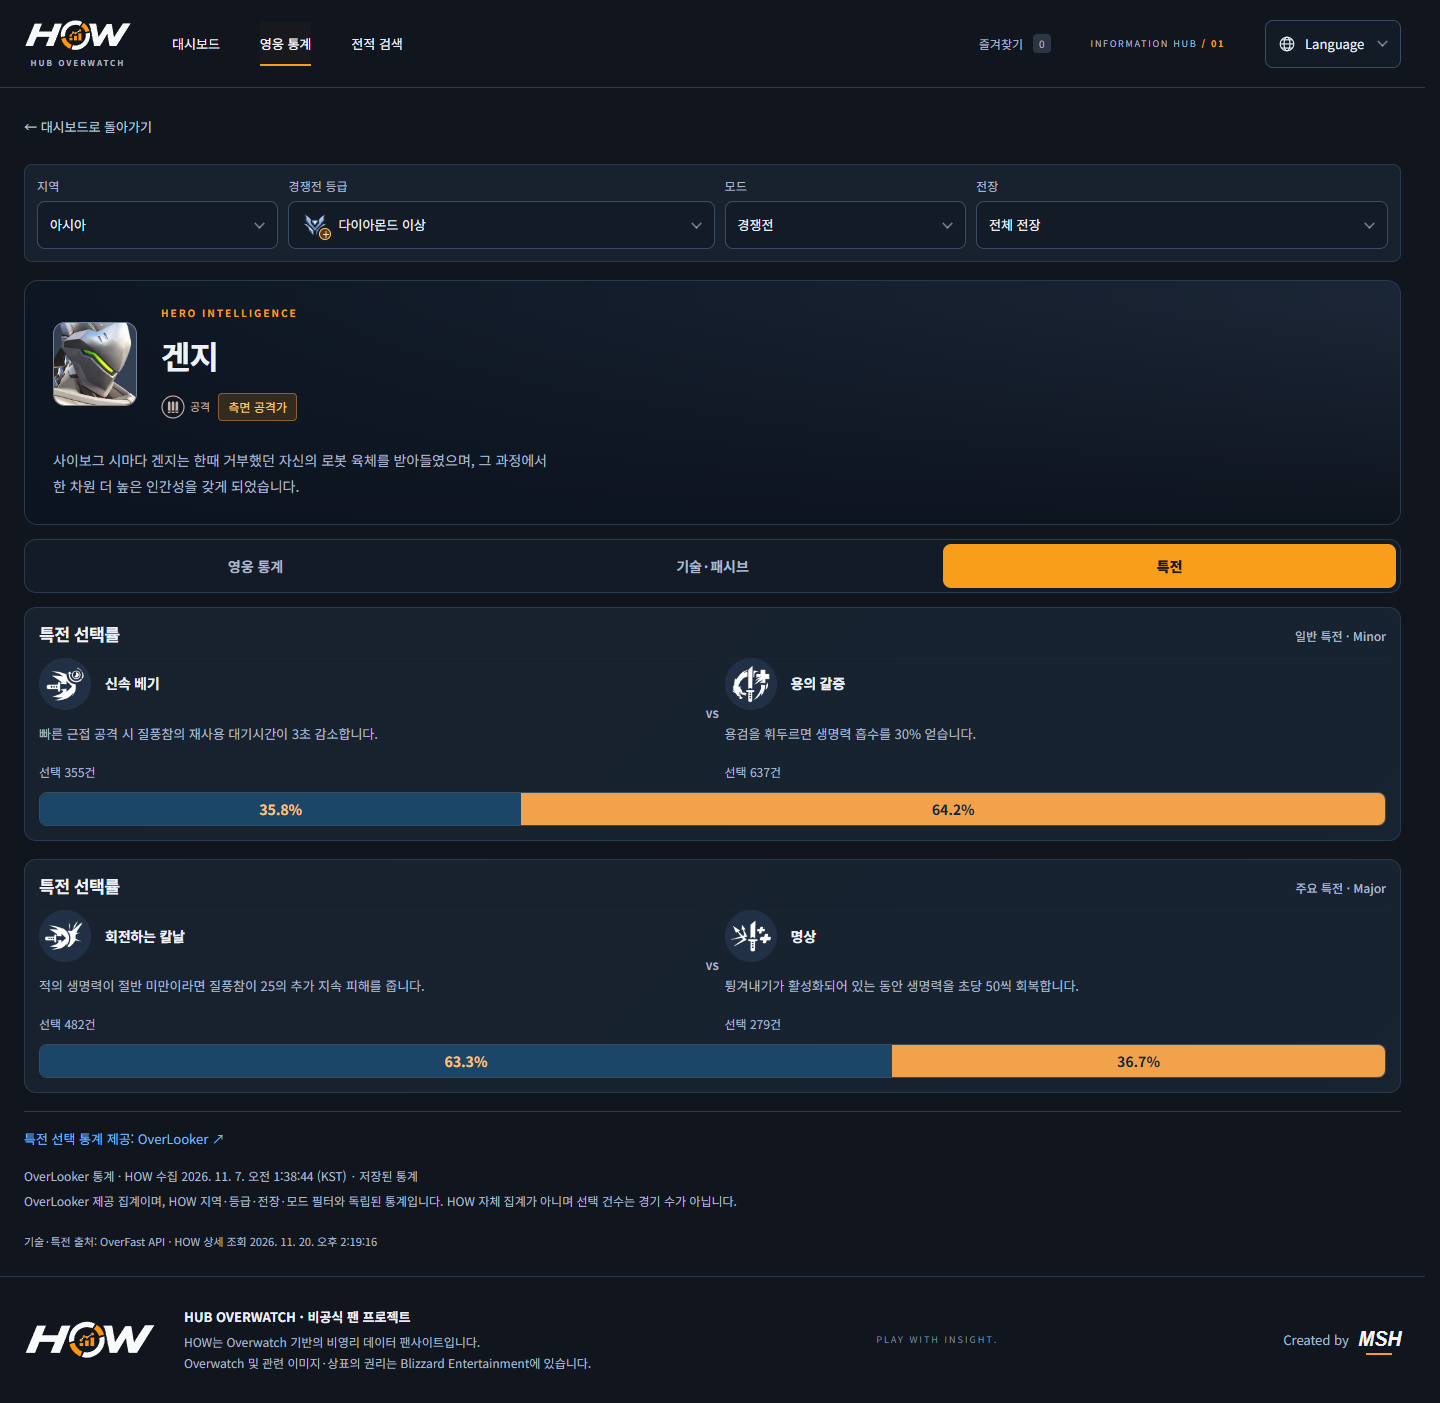 HOW
HUB OVERWATCH
대시보드
영웅 통계
전적 검색
즐겨찾기 0
INFORMATION HUB / 01
Language
← 대시보드로 돌아가기
지역
경쟁전 등급
모드
전장
아시아
다이아몬드 이상
경쟁전
전체 전장
HERO INTELLIGENCE
겐지
공격
측면 공격가
사이보그 시마다 겐지는 한때 거부했던 자신의 로봇 육체를 받아들였으며, 그 과정에서
한 차원 더 높은 인간성을 갖게 되었습니다.
영웅 통계
기술·패시브
특전
특전 선택률
일반 특전 · Minor
신속 베기
빠른 근접 공격 시 질풍참의 재사용 대기시간이 3초 감소합니다.
선택 355건
VS
용의 갈증
용검을 휘두르면 생명력 흡수를 30% 얻습니다.
선택 637건
35.8%
64.2%
특전 선택률
주요 특전 · Major
회전하는 칼날
적의 생명력이 절반 미만이라면 질풍참이 25의 추가 지속 피해를 줍니다.
선택 482건
VS
명상
튕겨내기가 활성화되어 있는 동안 생명력을 초당 50씩 회복합니다.
선택 279건
63.3%
36.7%
특전 선택 통계 제공: OverLooker ↗
OverLooker 통계 · HOW 수집 2026. 11. 7. 오전 1:38:44 (KST) · 저장된 통계
OverLooker 제공 집계이며, HOW 지역·등급·전장·모드 필터와 독립된 통계입니다. HOW 자체 집계가 아니며 선택 건수는 경기 수가 아닙니다.
기술·특전 출처: OverFast API · HOW 상세 조회 2026. 11. 20. 오후 2:19:16
HOW
HUB OVERWATCH · 비공식 팬 프로젝트
HOW는 Overwatch 기반의 비영리 데이터 팬사이트입니다.
Overwatch 및 관련 이미지·상표의 권리는 Blizzard Entertainment에 있습니다.
PLAY WITH INSIGHT.
Created by MSH